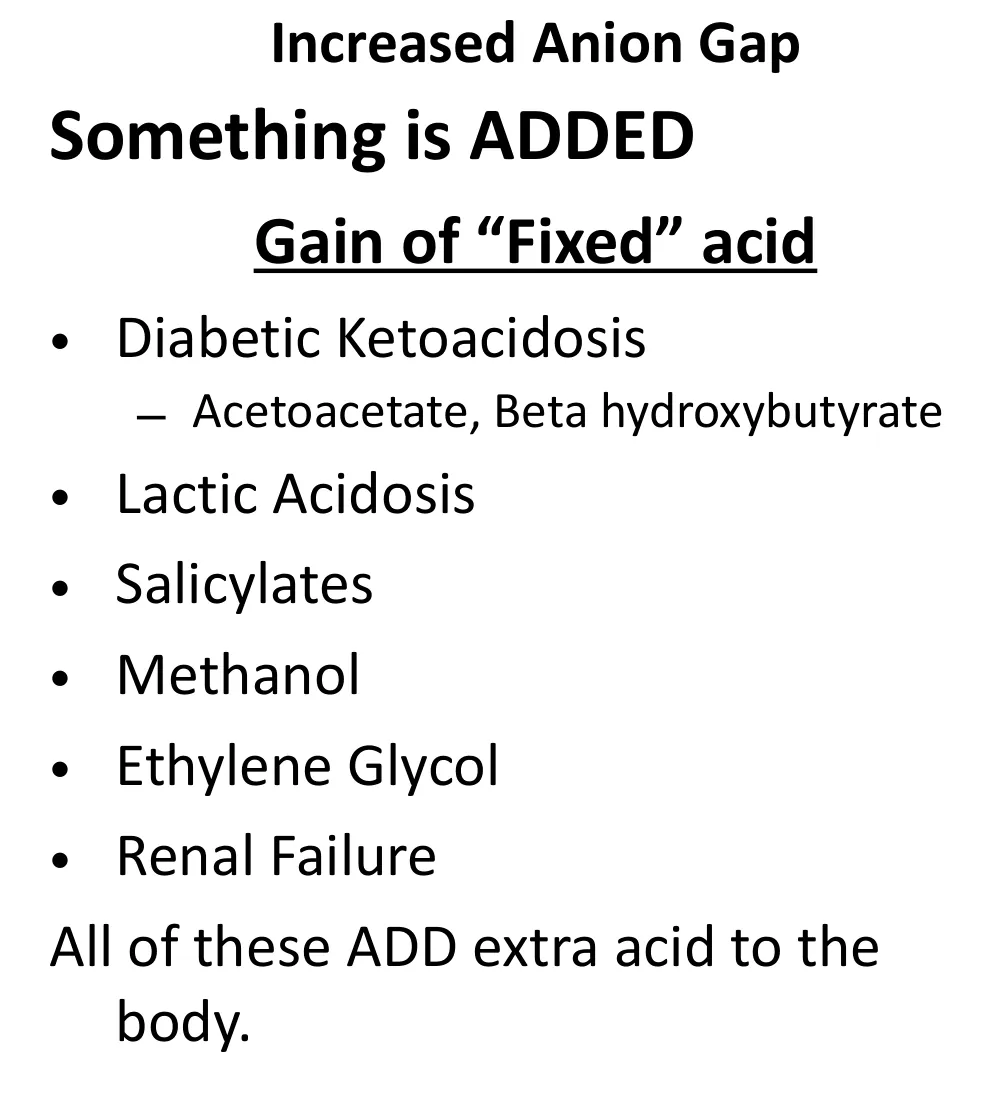 Increased Anion Gap
Something is ADDED
Gain of “Fixed” acid
• Diabetic Ketoacidosis
– Acetoacetate, Beta hydroxybutyrate
• Lactic Acidosis
• Salicylates
• Methanol
• Ethylene Glycol
• Renal Failure
All of these ADD extra acid to the
body.